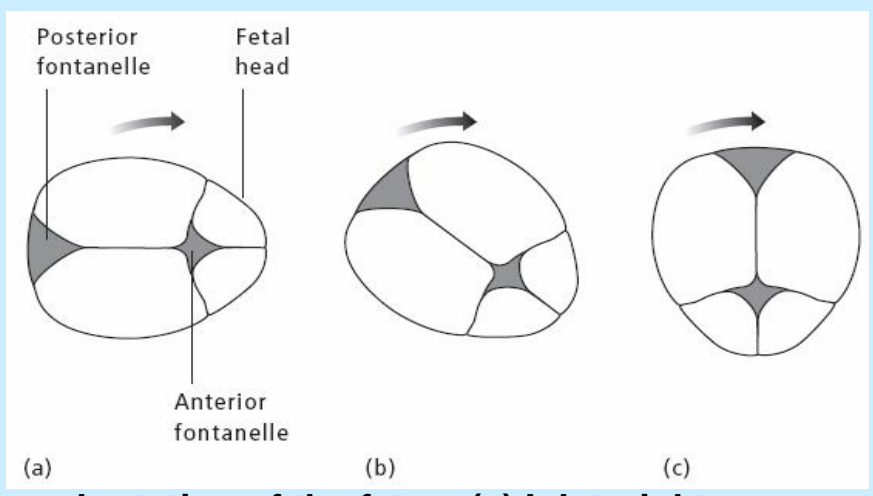 Posterior
fontanelle
Fetal
head
Anterior
fontanelle
(a)
(b)
(c)